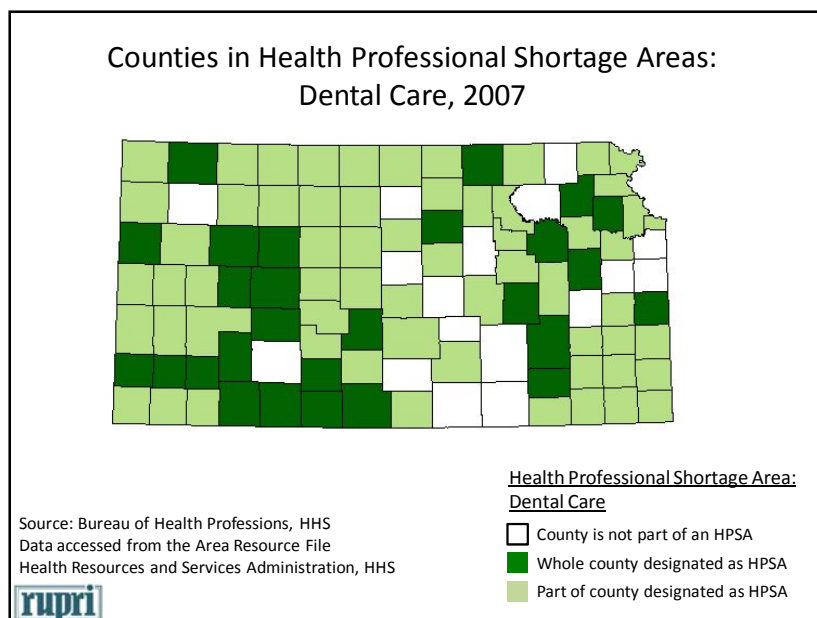 Counties in Health Professional Shortage Areas:
Dental Care, 2007
Health Professional Shortage Area:
Dental Care
County is not part of an HPSA
Whole county designated as HPSA
Part of county designated as HPSA
Source: Bureau of Health Professions, HHS
Data accessed from the Area Resource File
Health Resources and Services Administration, HHS
rupri